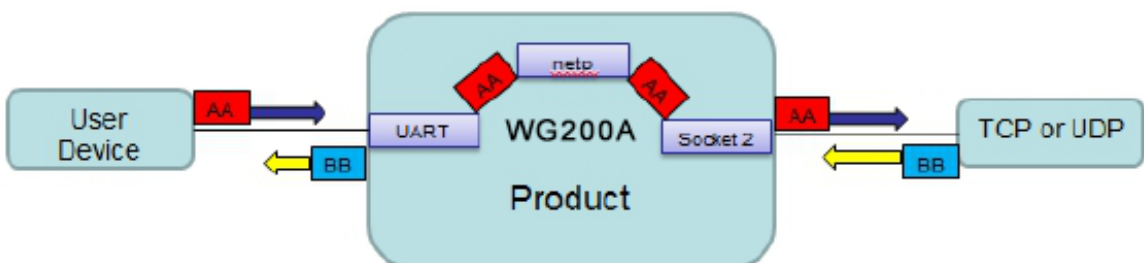 netp
AA
AA
AA
AA
User
Device
UART
WG200A
Socket 2
TCP or UDP
BB
BB
Product